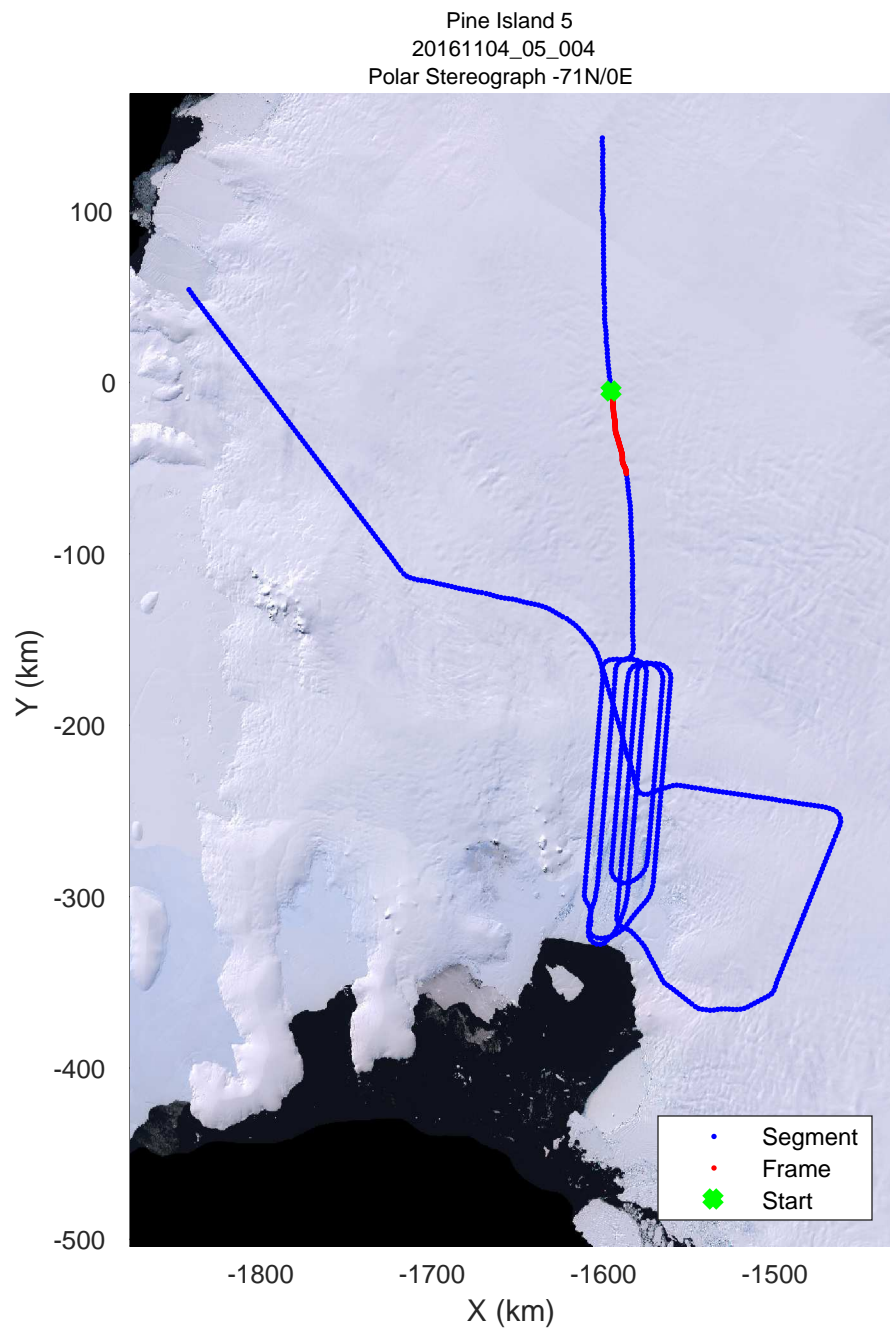 Pine Island 5
20161104_05_004
Polar Stereograph -71N/0E
100
0
-100
-200
-300
-400
-500
Y (km)
-1800
-1700
-1600
-1500
X (km)
Segment
Frame
Start